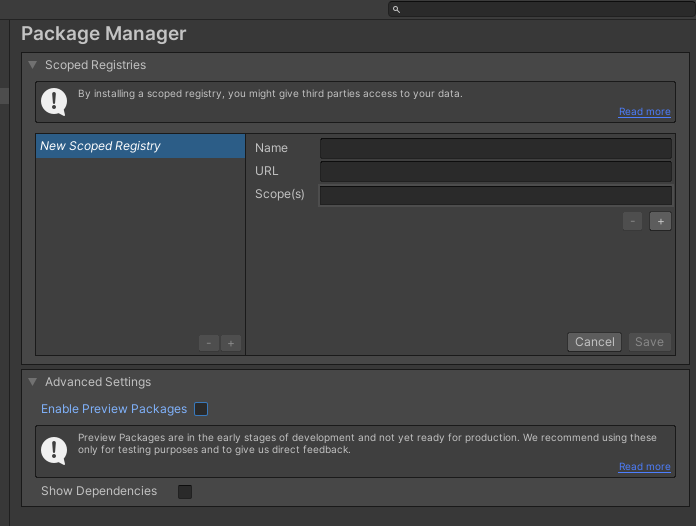 Package Manager
Scoped Registries
By installing a scoped registry, you might give third parties access to your data.
Read more
New Scoped Registry
Name
URL
Scope(s)
- +
- +
Cancel Save
Advanced Settings
Enable Preview Packages
Preview Packages are in the early stages of development and not yet ready for production. We recommend using these
only for testing purposes and to give us direct feedback.
Read more
Show Dependencies